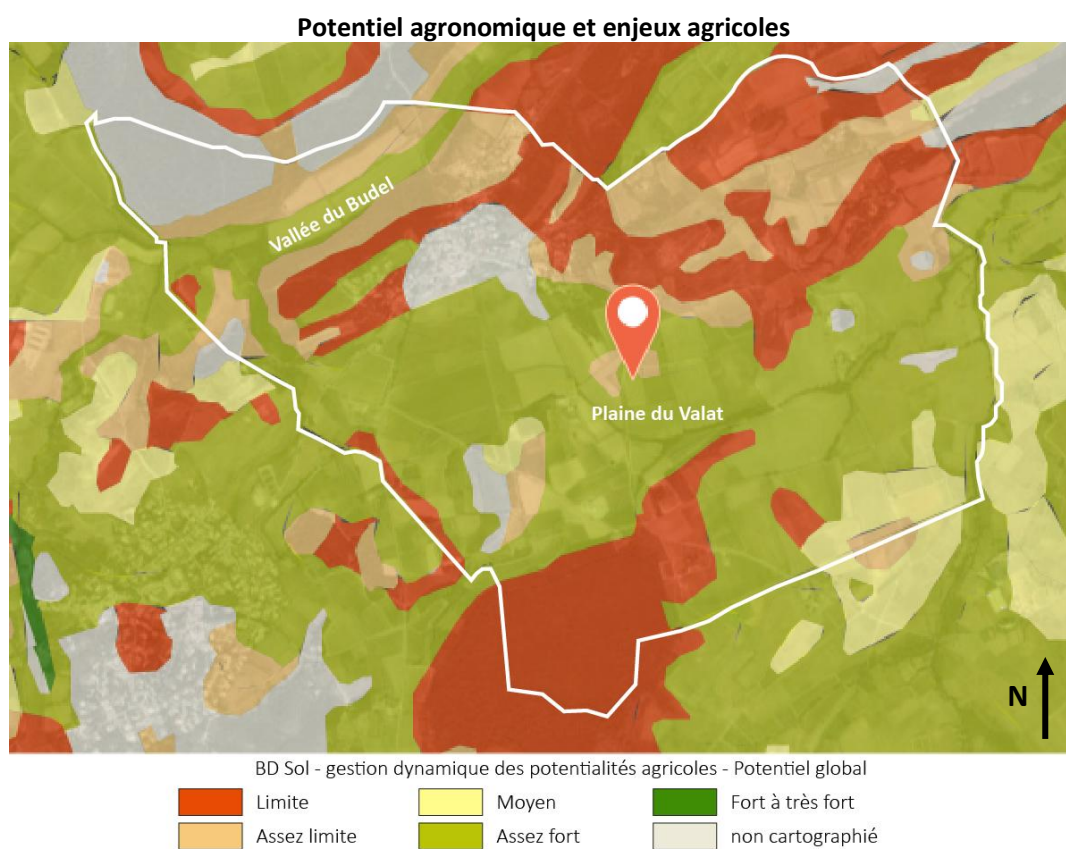 Potentiel agronomique et enjeux agricoles
Vallée du Budel
Plaine du Valat
N
BD Sol - gestion dynamique des potentialités agricoles - Potentiel global
Limite
Moyen
Fort à très fort
Assez limite
Assez fort
non cartographié